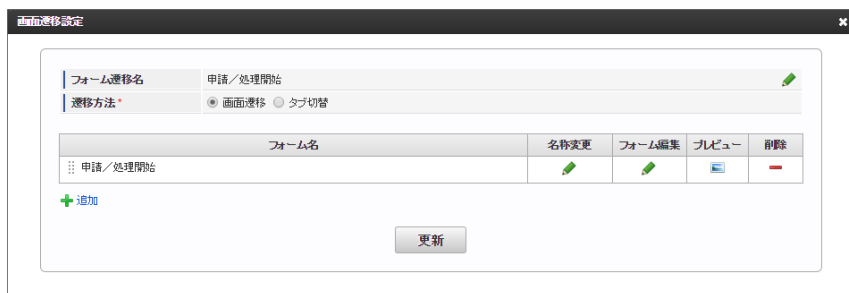 画面遷移設定
フォーム遷移名 申請／処理開始
遷移方法* 画面遷移 タブ切替
フォーム名 名称変更 フォーム編集 プレビュー 削除
申請／処理開始
追加
更新